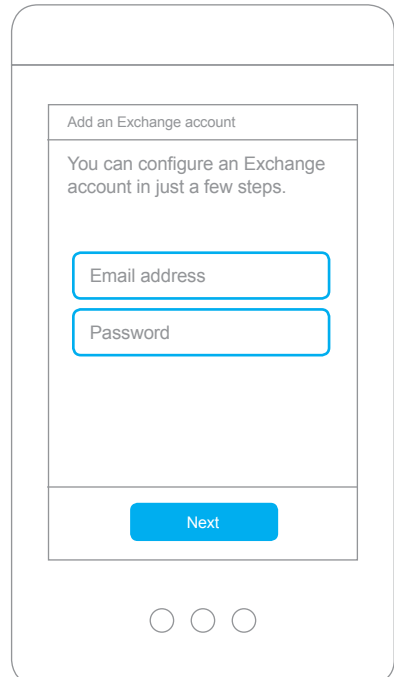 Add an Exchange account
You can configure an Exchange
account in just a few steps.
Email address
Password
Next